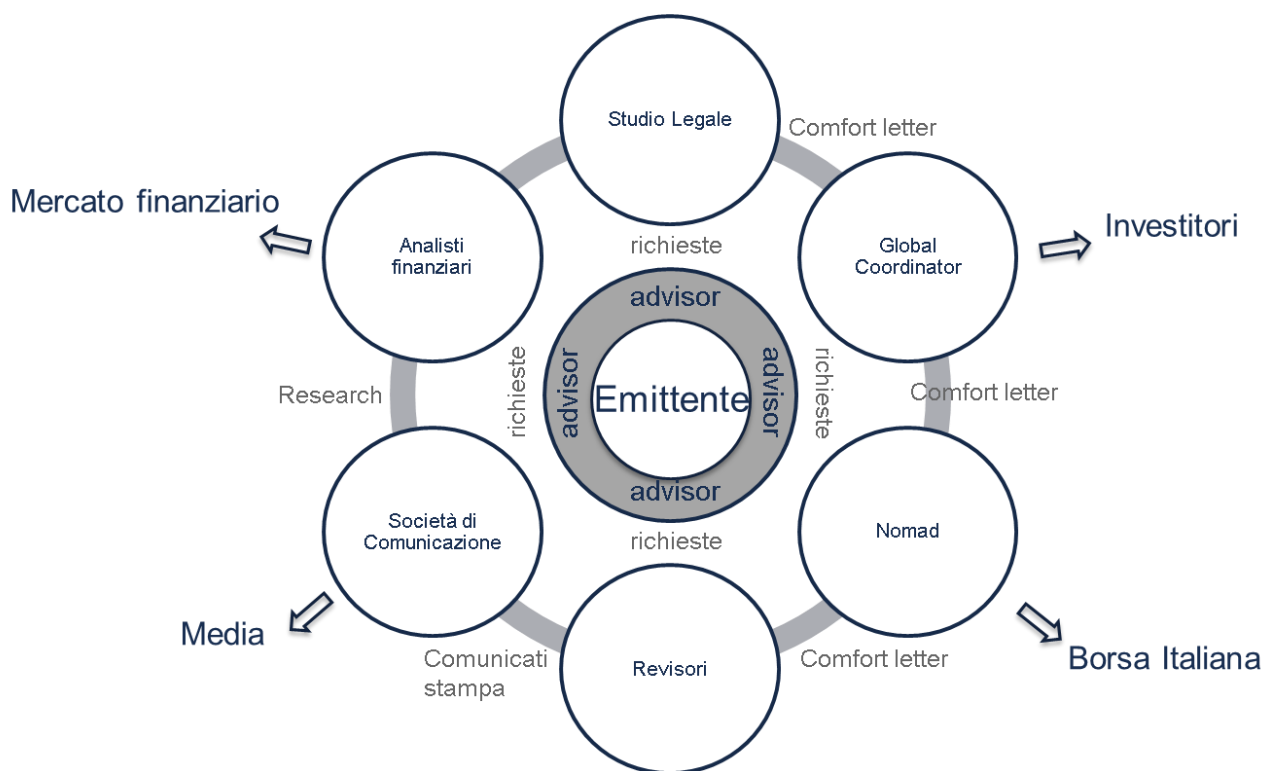 Studio Legale
Comfort letter
Mercato finanziario
Analisti
finanziari
Global
Coordinator
Investitori
richieste
advisor
richieste
advisor
Emittente
advisor
richieste
Research
Comfort letter
advisor
richieste
Società di
Comunicazione
Nomad
Media
Comunicati
stampa
Revisori
Comfort letter
Borsa Italiana